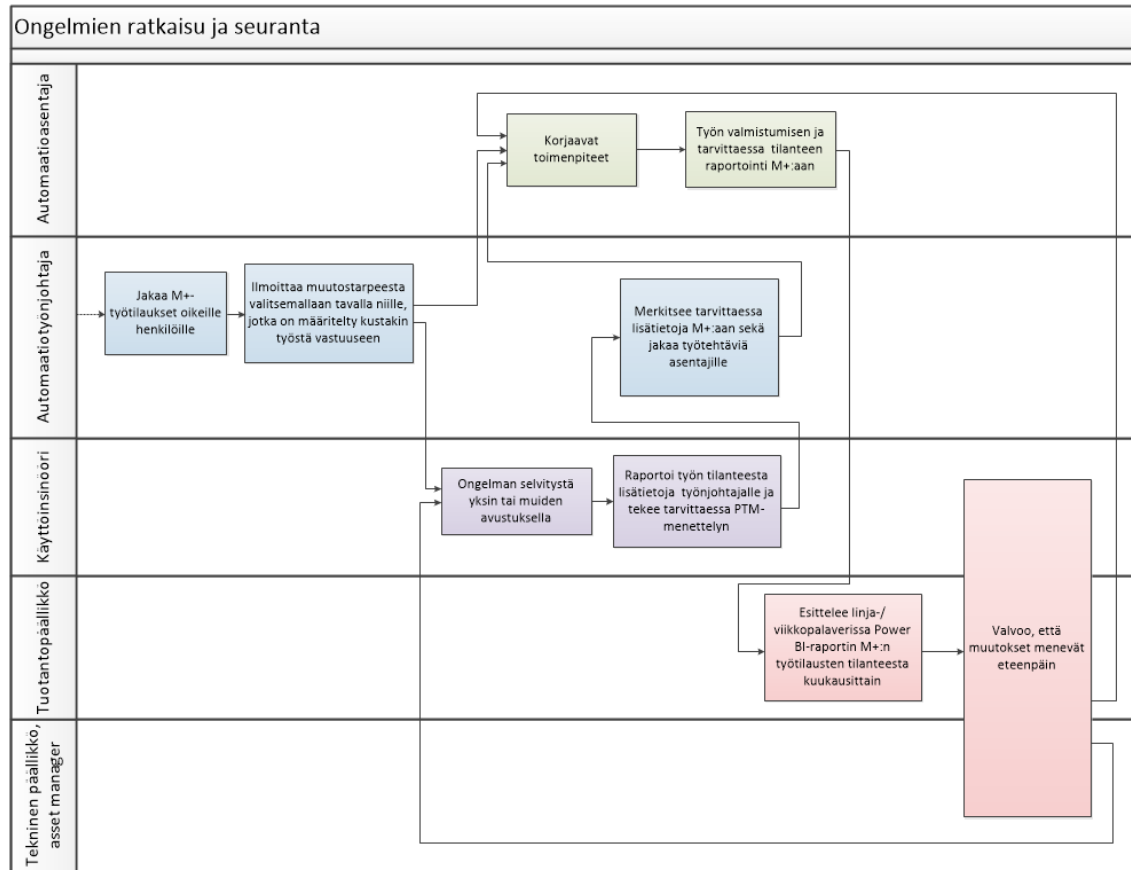 Ongelmien ratkaisu ja seuranta
Automaatioasentaja
Korjaavat
toimenpiteet
Työn valmistumisen ja
tarvittaessa tilanteen
raportointi M+:aan
Automaatiotyönjohtaja
Jakaa M+-
työtilaukset oikeille
henkilöille
Ilmoittaa muutostarpeesta
valitsemallaan tavalla niille,
jotka on määritelty kustakin
työstä vastuuseen
Merkitsee tarvittaessa
lisätietoja M+:aan sekä
jakaa työtehtäviä
asentajille
Käyttöinsinööri
Ongelman selvitystä
yksin tai muiden
avustuksella
Raportoi työn tilanteesta
lisätietoja työnjohtajalle ja
tekee tarvittaessa PTM-
menettelyn
Tuotantopäällikkö
Esittelee linja-/
viikkopalaverissa Power
BI-raportin M+:n
työtilausten tilanteesta
kuukausittain
Valvoo, että
muutokset menevät
eteenpäin
Tekninen päällikkö,
asset manager